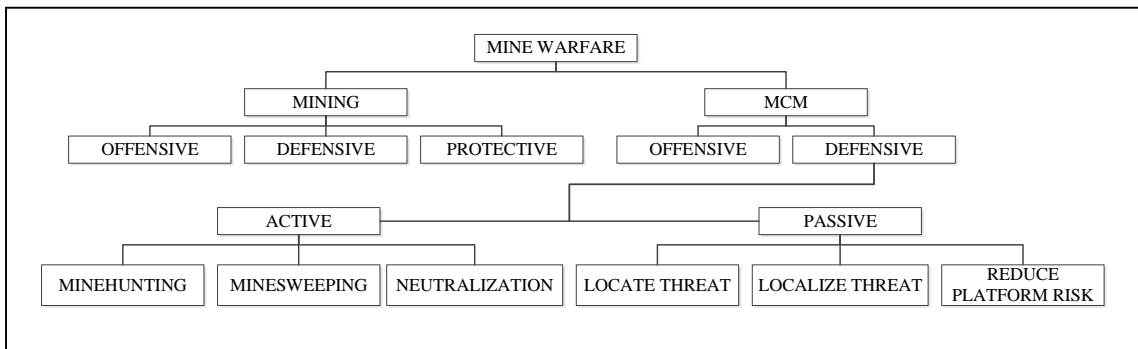 MINE WARFARE
MINING
MCM
OFFENSIVE
DEFENSIVE
PROTECTIVE
OFFENSIVE
DEFENSIVE
ACTIVE
PASSIVE
MINEHUNTING
MINESWEEPING
NEUTRALIZATION
LOCATE THREAT
LOCALIZE THREAT
REDUCE
PLATFORM RISK